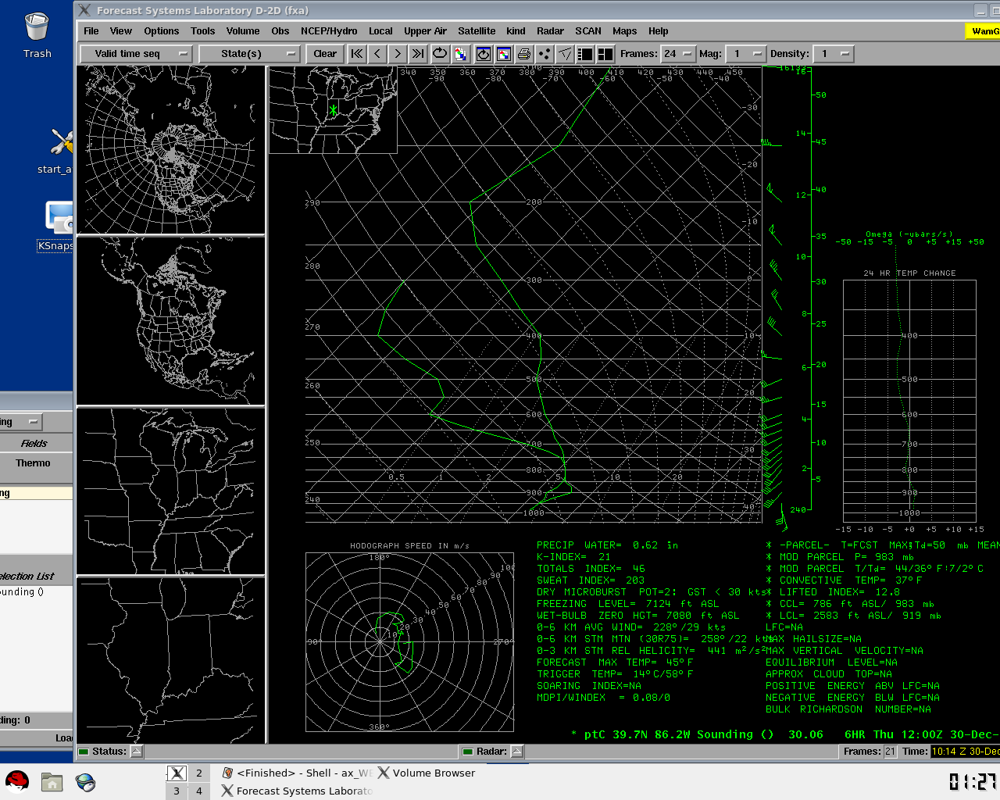 Forecast Systems Laboratory D-2D (fxa)
File View Options Tools Volume Obs NCEP/Hydro Local Upper Air Satellite Kind Radar SCAN Maps Help
WamG
Valid time seq State(s) Clear Frames: 24 Mag: 1 Density: 1
Trash
start_a
KSnaps
ing
Fields
Thermo
ng
election List
ounding ()
ding: 0
Loa
340 350 360 370 380 390 400 410 420 430 440 450
-90 -80 -70 -60 -50 -40
-30
-20
-10
0
10
20
30
40
290
280
270
260
250
240
200
300
400
500
600
700
800
900
1000
0.5 1 2 5 10 20
16 14 12 10 8 6 4 2
50 45 40 35 30 25 20 15 10 5
240
Omega (-ubars/s)
-50 -15 -5 0 +5 +15 +50
24 HR TEMP CHANGE
400
500
700
800
900
1000
-15 -10 -5 +0 +5 +10 +15
HODOGRAPH SPEED IN m/s
180°
90°
270°
360°
10 20 30 40 50 60 70 80 90 100
PRECIP WATER= 0.62 in
K-INDEX= 21
TOTALS INDEX= 46
SWEAT INDEX= 203
DRY MICROBURST POT=2: GST < 30 kts
FREEZING LEVEL= 7124 ft ASL
WET-BULB ZERO HGT= 7080 ft ASL
0-6 KM AVG WIND= 228°/29 kts
0-6 KM STM MTN (30R75)= 258°/22 kt
0-3 KM STM REL HELICITY= 441 m²/s²
FORECAST MAX TEMP= 45°F
TRIGGER TEMP= 14°C/58°F
SOARING INDEX=NA
MDPI/WINDEX = 0.08/0
* -PARCEL- T=FCST MAX;Td=50 mb MEAN
* MOD PARCEL P= 983 mb
* MOD PARCEL T/Td= 44/36°F:7/2°C
* CONVECTIVE TEMP= 37°F
* LIFTED INDEX= 12.8
* CCL= 786 ft ASL/ 983 mb
* LCL= 2583 ft ASL/ 919 mb
LFC=NA
MAX HAILSIZE=NA
MAX VERTICAL VELOCITY=NA
EQUILIBRIUM LEVEL=NA
APPROX CLOUD TOP=NA
POSITIVE ENERGY ABV LFC=NA
NEGATIVE ENERGY BLW LFC=NA
BULK RICHARDSON NUMBER=NA
* ptC 39.7N 86.2W Sounding () 30.06 6HR Thu 12:00Z 30-Dec-
Status: Radar: Frames: 21 Time: 10:14 Z 30-Dec
1 2
3 4
<Finished> - Shell - ax_WE
Volume Browser
Forecast Systems Laborato
01:27